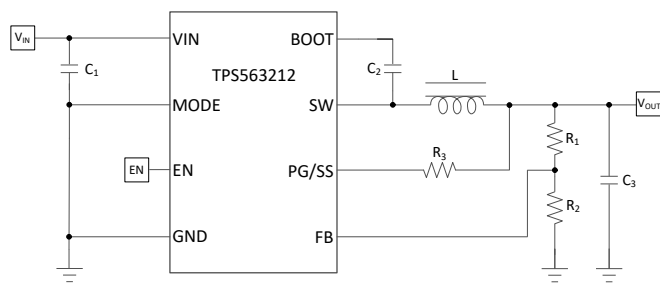 VIN
VIN
BOOT
C1
TPS563212
C2
L
MODE
SW
VOUT
R1
R3
EN
EN
PG/SS
C3
R2
GND
FB